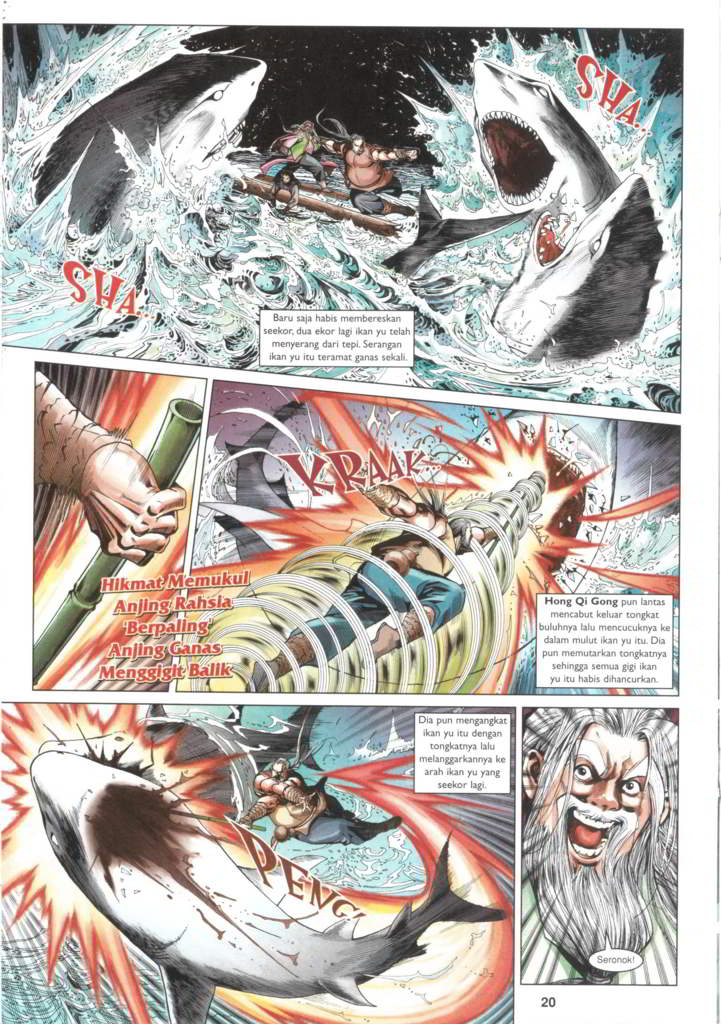 SHA..
SHA..
Baru saja habis membereskan
seekor, dua ekor lagi ikan yu telah
menyerang dari tepi. Serangan
ikan yu itu teramat ganas sekali.
KRAAK..
Hikmat Memukul
Anjing Rahsia
'Berpaling'
Anjing Ganas
Menggigit Balik
Hong Qi Gong pun lantas
mencabut keluar tongkat
buluhnya lalu mencucuknya ke
dalam mulut ikan yu itu. Dia
pun memutarkan tongkatnya
sehingga semua gigi ikan
yu itu habis dihancurkan.
Dia pun mengangkat
ikan yu itu dengan
tongkatnya lalu
melanggarkannya ke
arah ikan yu yang
seekor lagi.
PENG!
Seronok!
20